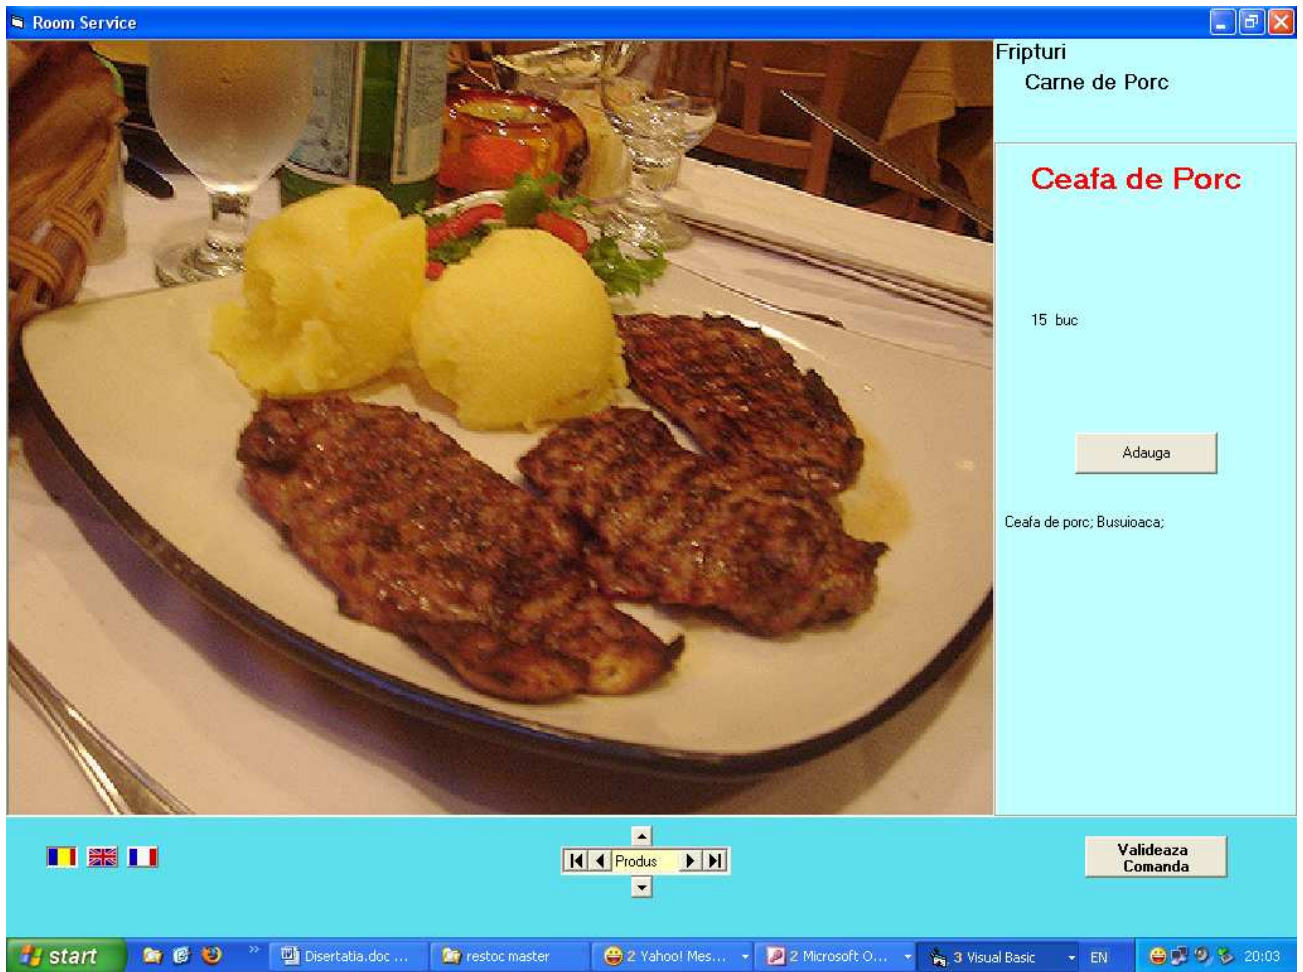 Room Service
Fripturi
Carne de Porc
Ceafa de Porc
15 buc
Adauga
Ceafa de porc; Busuioaca;
Produs
Valideaza
Comanda
start
»
Disertatia.doc ...
restoc master
2 Yahoo! Mes...
2 Microsoft O...
3 Visual Basic
EN
20:03